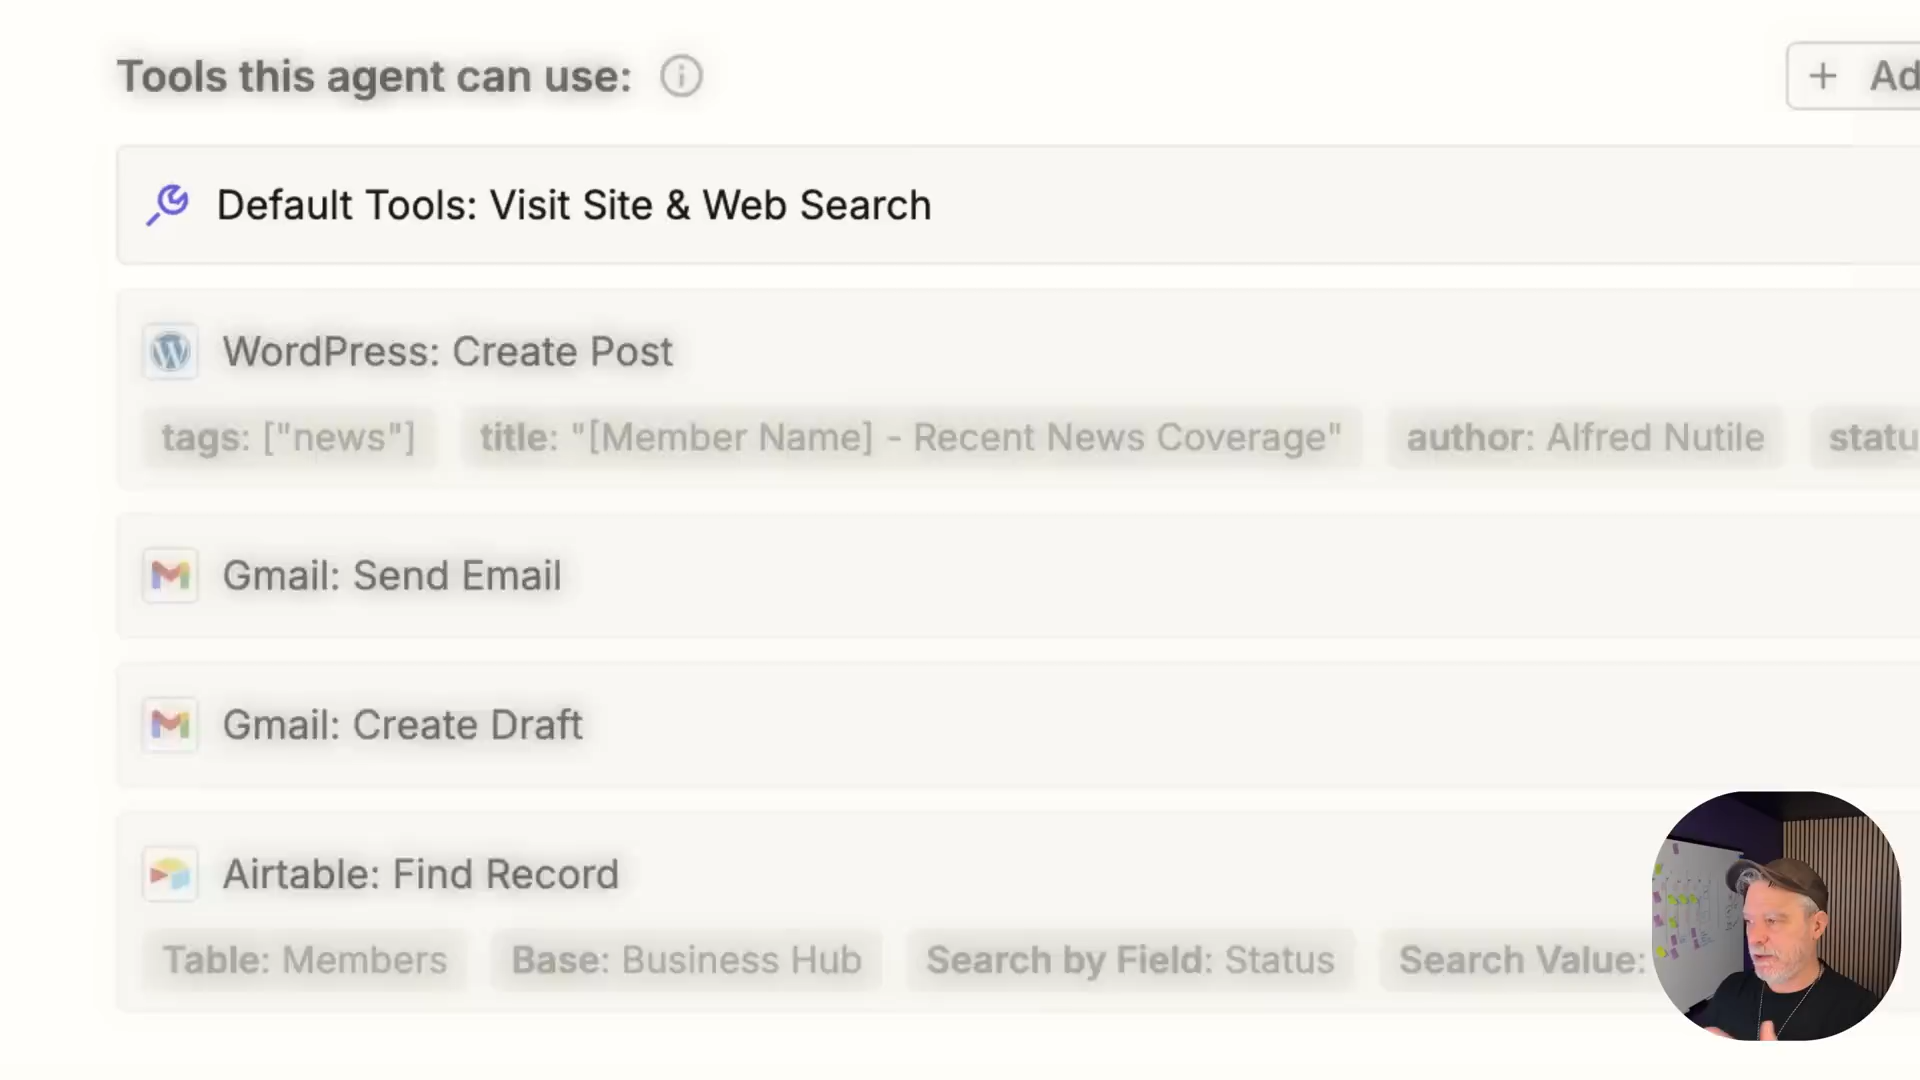 Tools this agent can use:
+ Ad
Default Tools: Visit Site & Web Search
WordPress: Create Post
tags: ["news"] title: "[Member Name] - Recent News Coverage" author: Alfred Nutile statu
Gmail: Send Email
Gmail: Create Draft
Airtable: Find Record
Table: Members Base: Business Hub Search by Field: Status Search Value: